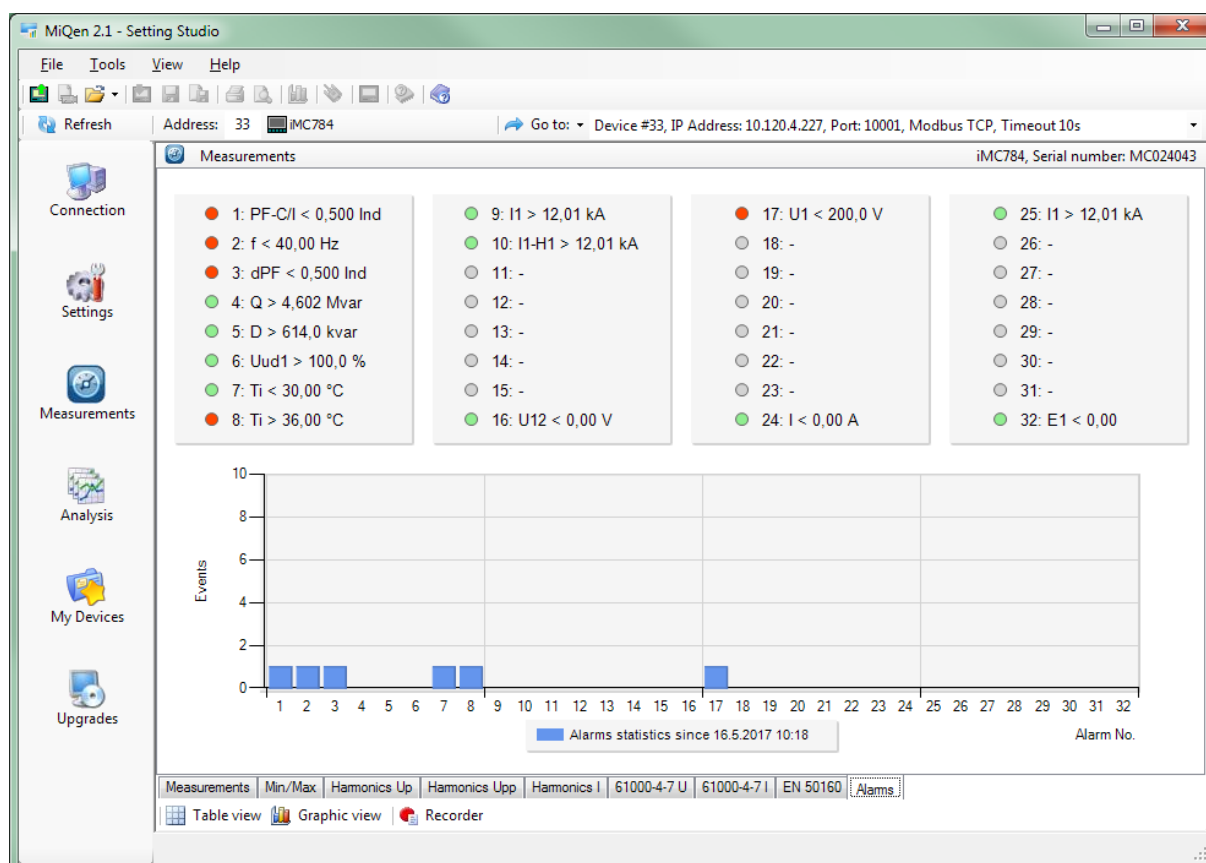 MiQen 2.1 - Setting Studio
File Tools View Help
Refresh Address: 33 iMC784 Go to: Device #33, IP Address: 10.120.4.227, Port: 10001, Modbus TCP, Timeout 10s
Connection
Settings
Measurements
Analysis
My Devices
Upgrades
Measurements iMC784, Serial number: MC024043
1: PF-C/I < 0,500 Ind
2: f < 40,00 Hz
3: dPF < 0,500 Ind
4: Q > 4,602 Mvar
5: D > 614,0 kvar
6: Uud1 > 100,0 %
7: Ti < 30,00 °C
8: Ti > 36,00 °C
9: I1 > 12,01 kA
10: I1-H1 > 12,01 kA
11: -
12: -
13: -
14: -
15: -
16: U12 < 0,00 V
17: U1 < 200,0 V
18: -
19: -
20: -
21: -
22: -
23: -
24: I < 0,00 A
25: I1 > 12,01 kA
26: -
27: -
28: -
29: -
30: -
31: -
32: E1 < 0,00
Events
10
8
6
4
2
0
1 2 3 4 5 6 7 8 9 10 11 12 13 14 15 16 17 18 19 20 21 22 23 24 25 26 27 28 29 30 31 32
Alarms statistics since 16.5.2017 10:18 Alarm No.
Measurements Min/Max Harmonics Up Harmonics Upp Harmonics I 61000-4-7 U 61000-4-7 I EN 50160 Alarms
Table view Graphic view Recorder